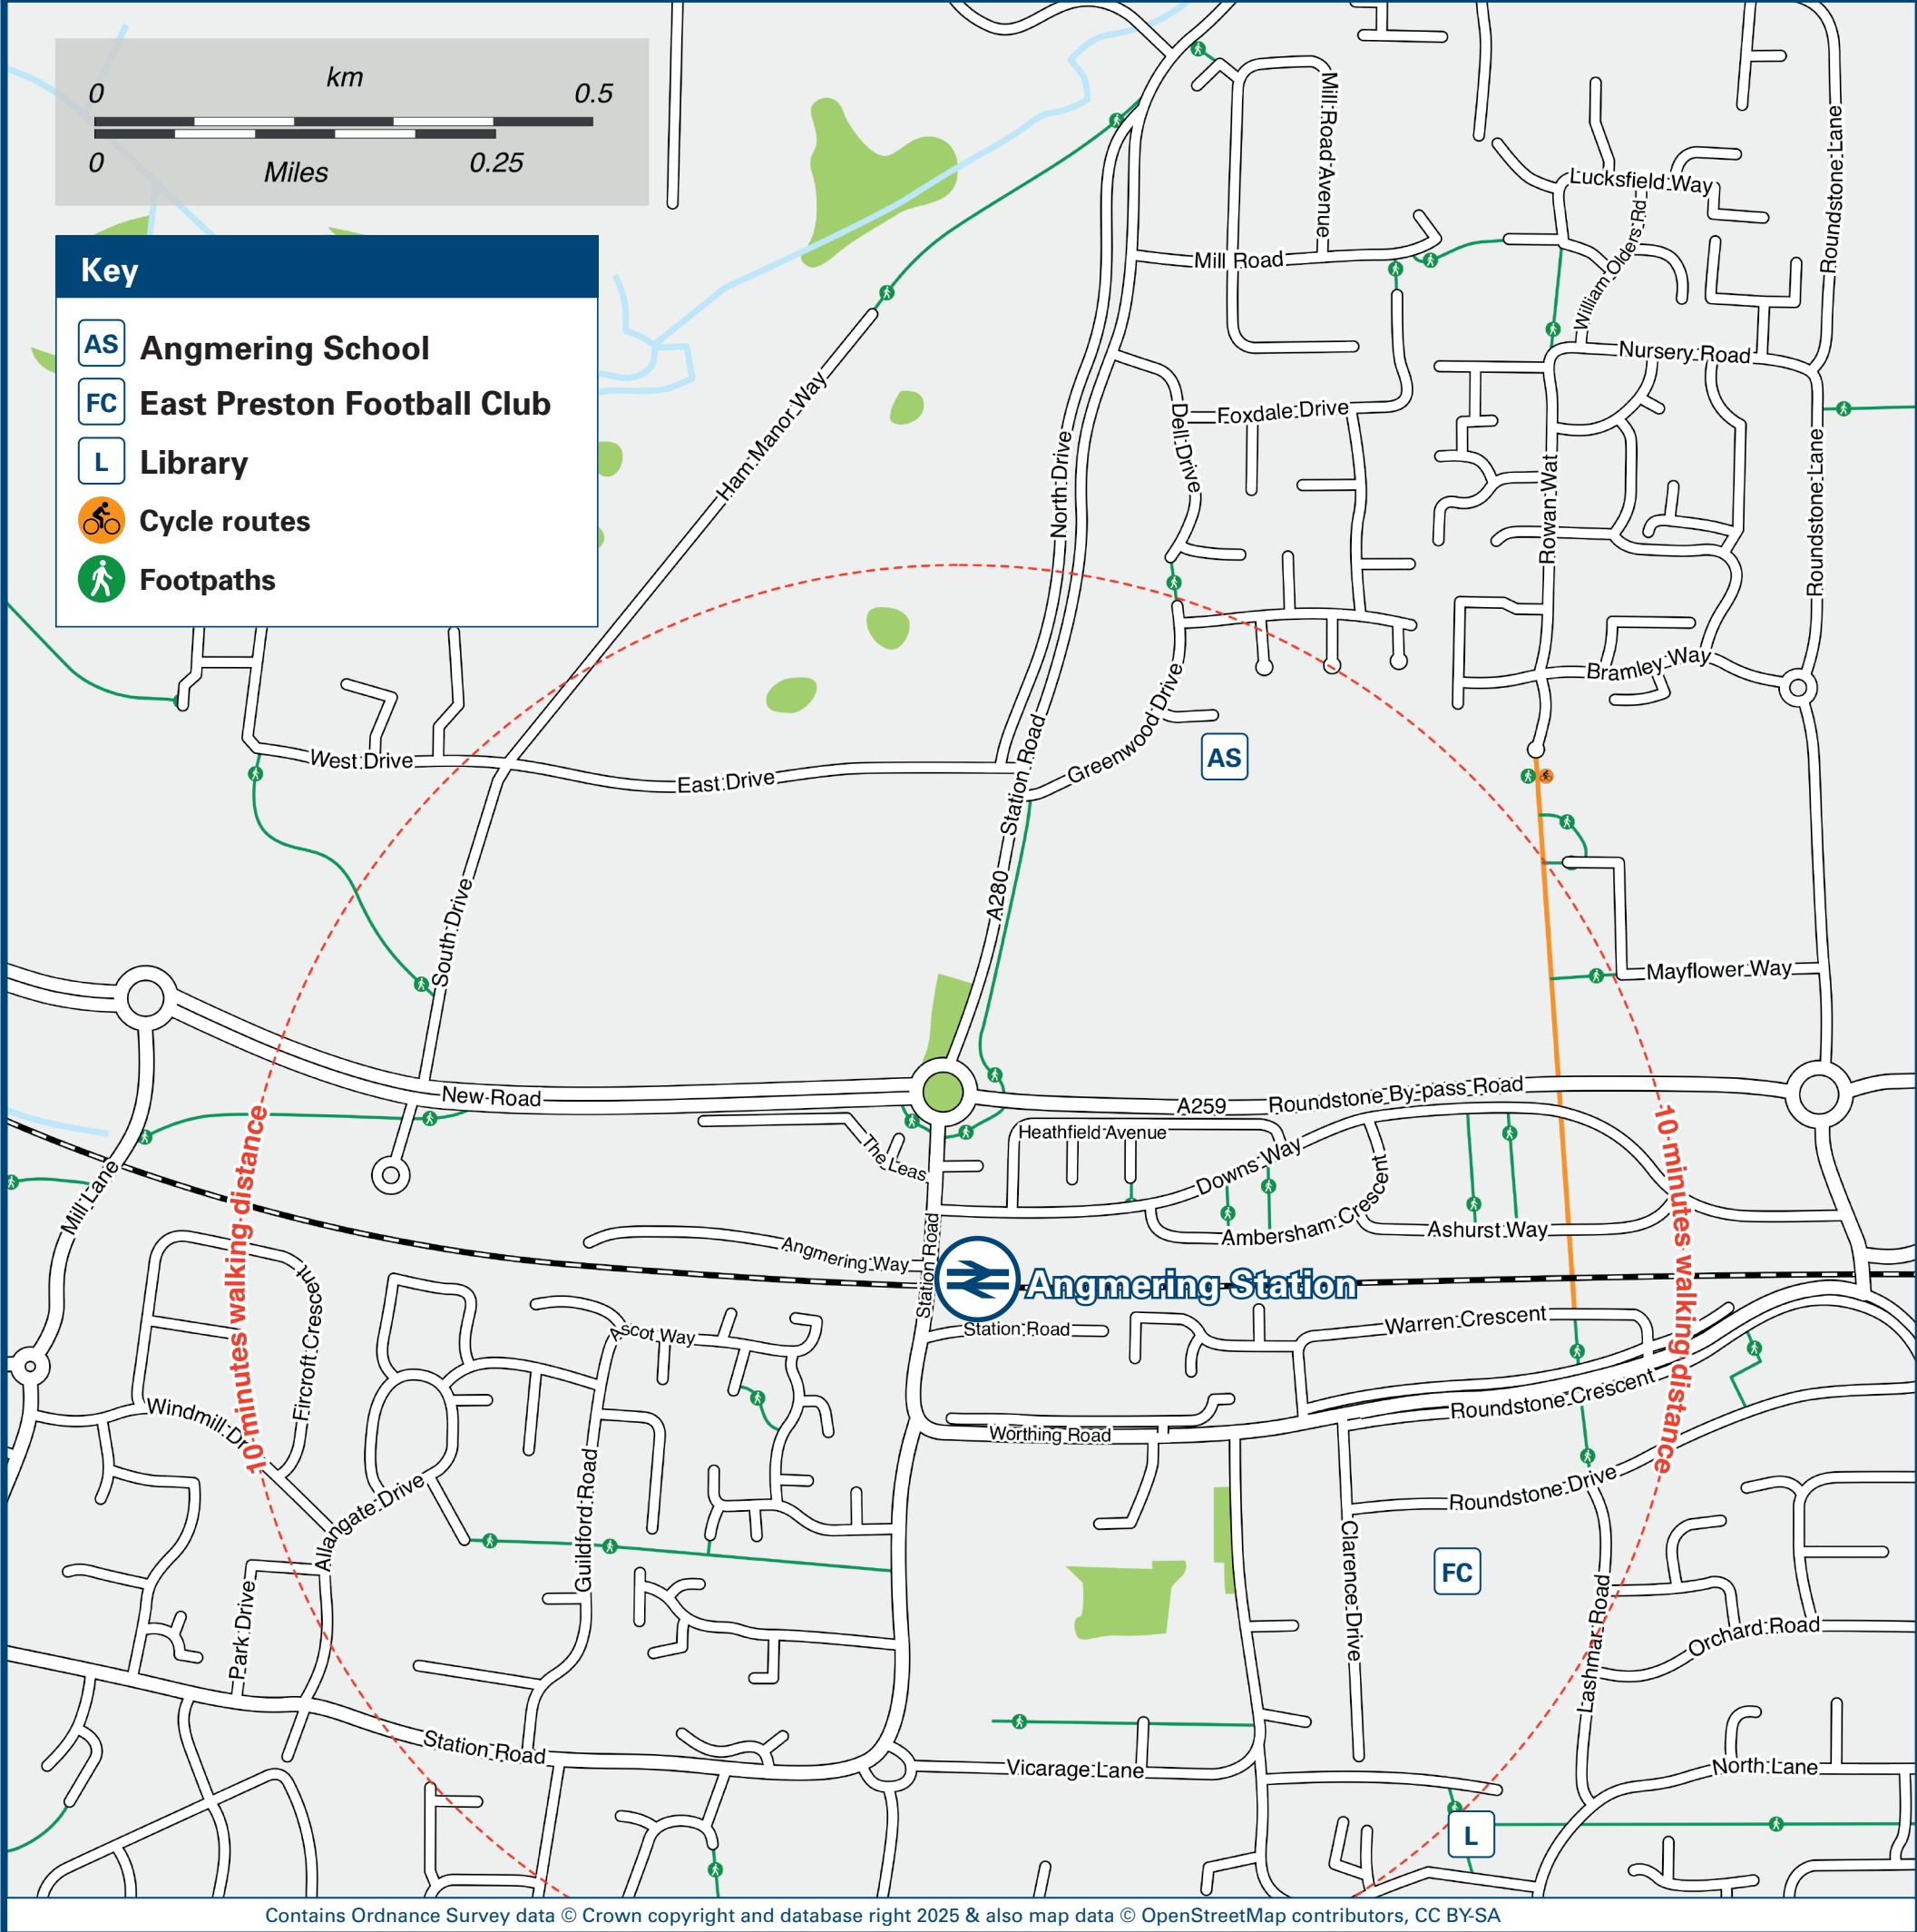 km
0 0.5
0 0.25
Miles
Key
AS Angmering School
FC East Preston Football Club
L Library
Cycle routes
Footpaths
Mill Road Avenue
Roundstone Lane
Lucksfield Way
William Olders Rd
Mill Road
Nursery Road
Ham Manor Way
North Drive
Dell Drive
Foxdale Drive
Rowan Wat
Roundstone Lane
Bramley Way
Greenwood Drive
AS
West Drive
East Drive
Station Road
A280
South Drive
Mayflower Way
New Road
A259
Roundstone By-pass Road
Heathfield Avenue
The Leas
Downs Way
Ambersham Crescent
Ashurst Way
10 minutes walking distance
10 minutes walking distance
Mill Lane
Angmering Way
Station Road
Angmering Station
Station Road
Warren Crescent
Fircroft Crescent
Ascot Way
Roundstone Crescent
Windmill Dr
Worthing Road
Allangate Drive
Guildford Road
Roundstone Drive
Clarence Drive
FC
Park Drive
Lashmar Road
Orchard Road
Station Road
Vicarage Lane
North Lane
L
Contains Ordnance Survey data © Crown copyright and database right 2025 & also map data © OpenStreetMap contributors, CC BY-SA